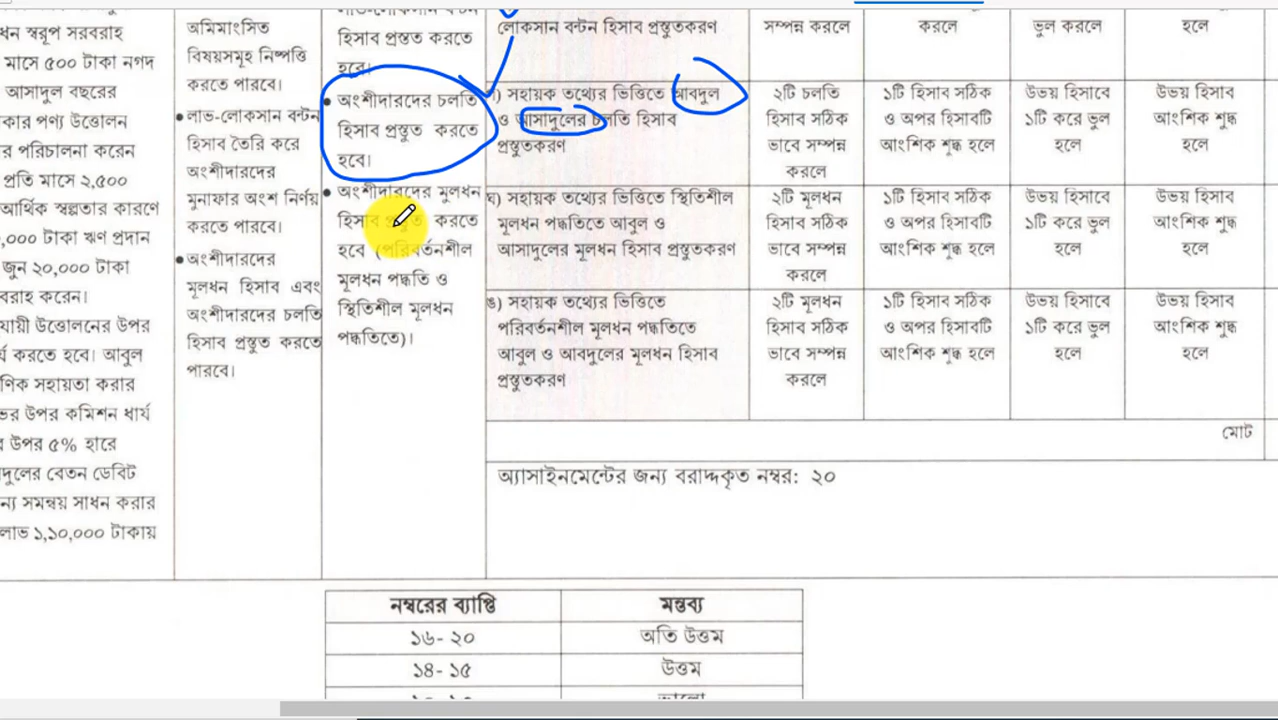 ধন স্বরূপ সরবরাহ
মাসে ৫০০ টাকা নগদ
আসাদুল বছরের
কার পণ্য উত্তোলন
র পরিচালনা করেন
প্রতি মাসে ২,৫০০
আর্থিক স্বল্পতার কারণে
০,০০০ টাকা ঋণ প্রদান
জুন ২০,০০০ টাকা
বরাহ করেন।
যায়ী উত্তোলনের উপর
র্য করতে হবে। আবুল
ণিক সহায়তা করার
ভের উপর কমিশন ধার্য
র উপর ৫% হারে
দুলের বেতন ডেবিট
ন্য সমন্বয় সাধন করার
লাভ ১,১০,০০০ টাকায়
অমিমাংসিত
বিষয়সমূহ নিষ্পত্তি
করতে পারবে।
• লাভ-লোকসান বণ্টন
হিসাব তৈরি করে
অংশীদারদের
মুনাফার অংশ নির্ণয়
করতে পারবে।
• অংশীদারদের
মূলধন হিসাব এবং
অংশীদারদের চলতি
হিসাব প্রস্তুত করতে
পারবে।
লাভ-লোকসান বণ্টন
হিসাব প্রস্তুত করতে
হবে।
• অংশীদারদের চলতি
হিসাব প্রস্তুত করতে
হবে।
• অংশীদারদের মূলধন
হিসাব প্রস্তুত করতে
হবে (পরিবর্তনশীল
মূলধন পদ্ধতি ও
স্থিতিশীল মূলধন
পদ্ধতিতে)।
লোকসান বণ্টন হিসাব প্রস্তুতকরণ
সম্পন্ন করলে
করলে
ভুল করলে
হলে
গ) সহায়ক তথ্যের ভিত্তিতে আবদুল
ও আসাদুলের চলতি হিসাব
প্রস্তুতকরণ
২টি চলতি
হিসাব সঠিক
ভাবে সম্পন্ন
করলে
১টি হিসাব সঠিক
ও অপর হিসাবটি
আংশিক শুদ্ধ হলে
উভয় হিসাবে
১টি করে ভুল
হলে
উভয় হিসাব
আংশিক শুদ্ধ
হলে
ঘ) সহায়ক তথ্যের ভিত্তিতে স্থিতিশীল
মূলধন পদ্ধতিতে আবুল ও
আসাদুলের মূলধন হিসাব প্রস্তুতকরণ
২টি মূলধন
হিসাব সঠিক
ভাবে সম্পন্ন
করলে
১টি হিসাব সঠিক
ও অপর হিসাবটি
আংশিক শুদ্ধ হলে
উভয় হিসাবে
১টি করে ভুল
হলে
উভয় হিসাব
আংশিক শুদ্ধ
হলে
ঙ) সহায়ক তথ্যের ভিত্তিতে
পরিবর্তনশীল মূলধন পদ্ধতিতে
আবুল ও আবদুলের মূলধন হিসাব
প্রস্তুতকরণ
২টি মূলধন
হিসাব সঠিক
ভাবে সম্পন্ন
করলে
১টি হিসাব সঠিক
ও অপর হিসাবটি
আংশিক শুদ্ধ হলে
উভয় হিসাবে
১টি করে ভুল
হলে
উভয় হিসাব
আংশিক শুদ্ধ
হলে
মোট
অ্যাসাইনমেন্টের জন্য বরাদ্দকৃত নম্বর: ২০
নম্বরের ব্যাপ্তি
মন্তব্য
১৬- ২০
অতি উত্তম
১৪- ১৫
উত্তম
ভালো